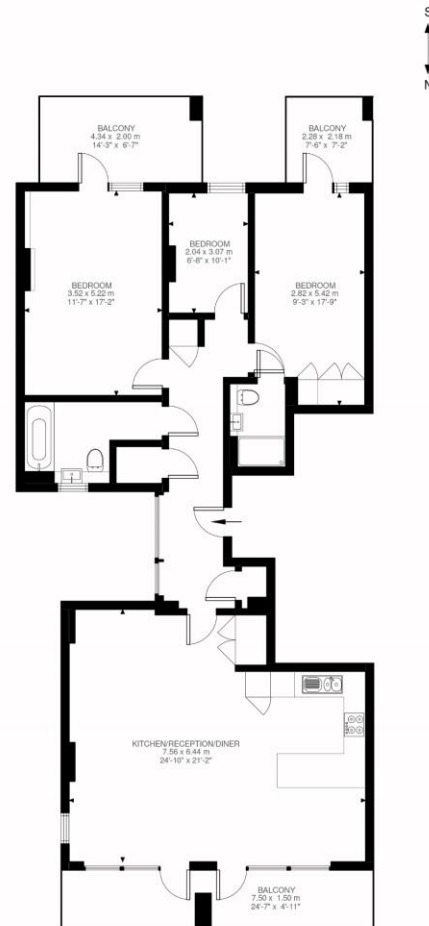 S
N
BALCONY
4.34 x 2.00 m
14'-3" x 6'-7"
BALCONY
2.28 x 2.18 m
7'-6" x 7'-2"
BEDROOM
2.04 x 3.07 m
6'-8" x 10'-1"
BEDROOM
3.52 x 5.22 m
11'-7" x 17'-2"
BEDROOM
2.82 x 5.42 m
9'-3" x 17'-9"
KITCHEN/RECEPTION/DINER
7.56 x 6.44 m
24'-10" x 21'-2"
BALCONY
7.50 x 1.50 m
24'-7" x 4'-11"